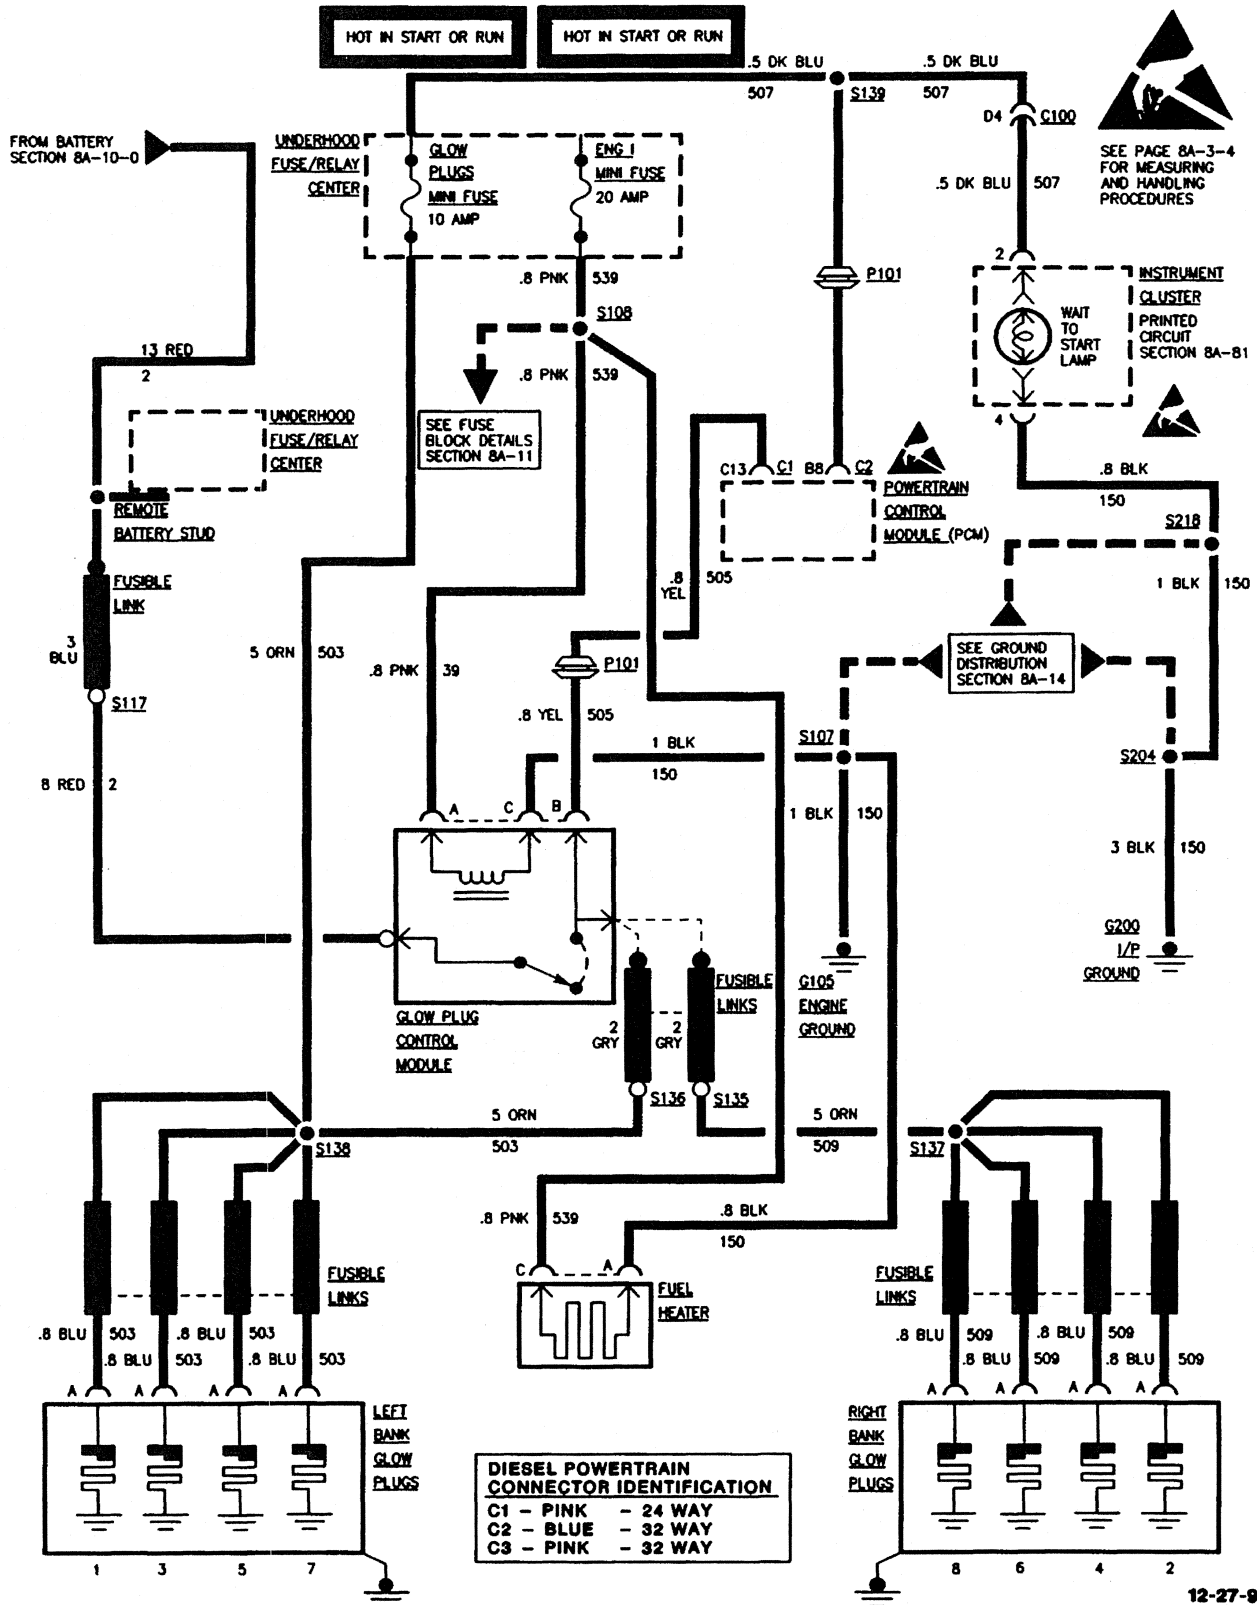 HOT IN START OR RUN
HOT IN START OR RUN
.5 DK BLU
507
S139
.5 DK BLU
507
D4
C100
SEE PAGE 8A-3-4
FOR MEASURING
AND HANDLING
PROCEDURES
FROM BATTERY
SECTION 8A-10-0
UNDERHOOD
FUSE/RELAY
CENTER
GLOW
PLUGS
MINI FUSE
10 AMP
ENG 1
MINI FUSE
20 AMP
.5 DK BLU
507
P101
2
INSTRUMENT
CLUSTER
PRINTED
CIRCUIT
SECTION 8A-81
WAIT
TO
START
LAMP
4
.8 PNK
539
S108
.8 PNK
539
13 RED
2
UNDERHOOD
FUSE/RELAY
CENTER
REMOTE
BATTERY STUD
SEE FUSE
BLOCK DETAILS
SECTION 8A-11
C13
C1
B8
C2
POWERTRAIN
CONTROL
MODULE (PCM)
.8 BLK
150
S218
1 BLK
150
FUSIBLE
LINK
3
BLU
S117
5 ORN
503
.8 PNK
39
.8
YEL
505
P101
.8 YEL
505
SEE GROUND
DISTRIBUTION
SECTION 8A-14
S107
S204
1 BLK
150
8 RED
2
A
C
B
1 BLK
150
3 BLK
150
G200
I/P
GROUND
G105
ENGINE
GROUND
GLOW PLUG
CONTROL
MODULE
FUSIBLE
LINKS
2
GRY
2
GRY
S136
S135
5 ORN
503
S138
5 ORN
509
S137
.8 PNK
539
.8 BLK
150
C
A
FUEL
HEATER
FUSIBLE
LINKS
FUSIBLE
LINKS
.8 BLU
503
.8 BLU
503
.8 BLU
503
.8 BLU
503
.8 BLU
509
.8 BLU
509
.8 BLU
509
.8 BLU
509
A
A
A
A
A
A
A
A
LEFT
BANK
GLOW
PLUGS
RIGHT
BANK
GLOW
PLUGS
DIESEL POWERTRAIN
CONNECTOR IDENTIFICATION
C1 - PINK - 24 WAY
C2 - BLUE - 32 WAY
C3 - PINK - 32 WAY
1
3
5
7
8
6
4
2
12-27-9